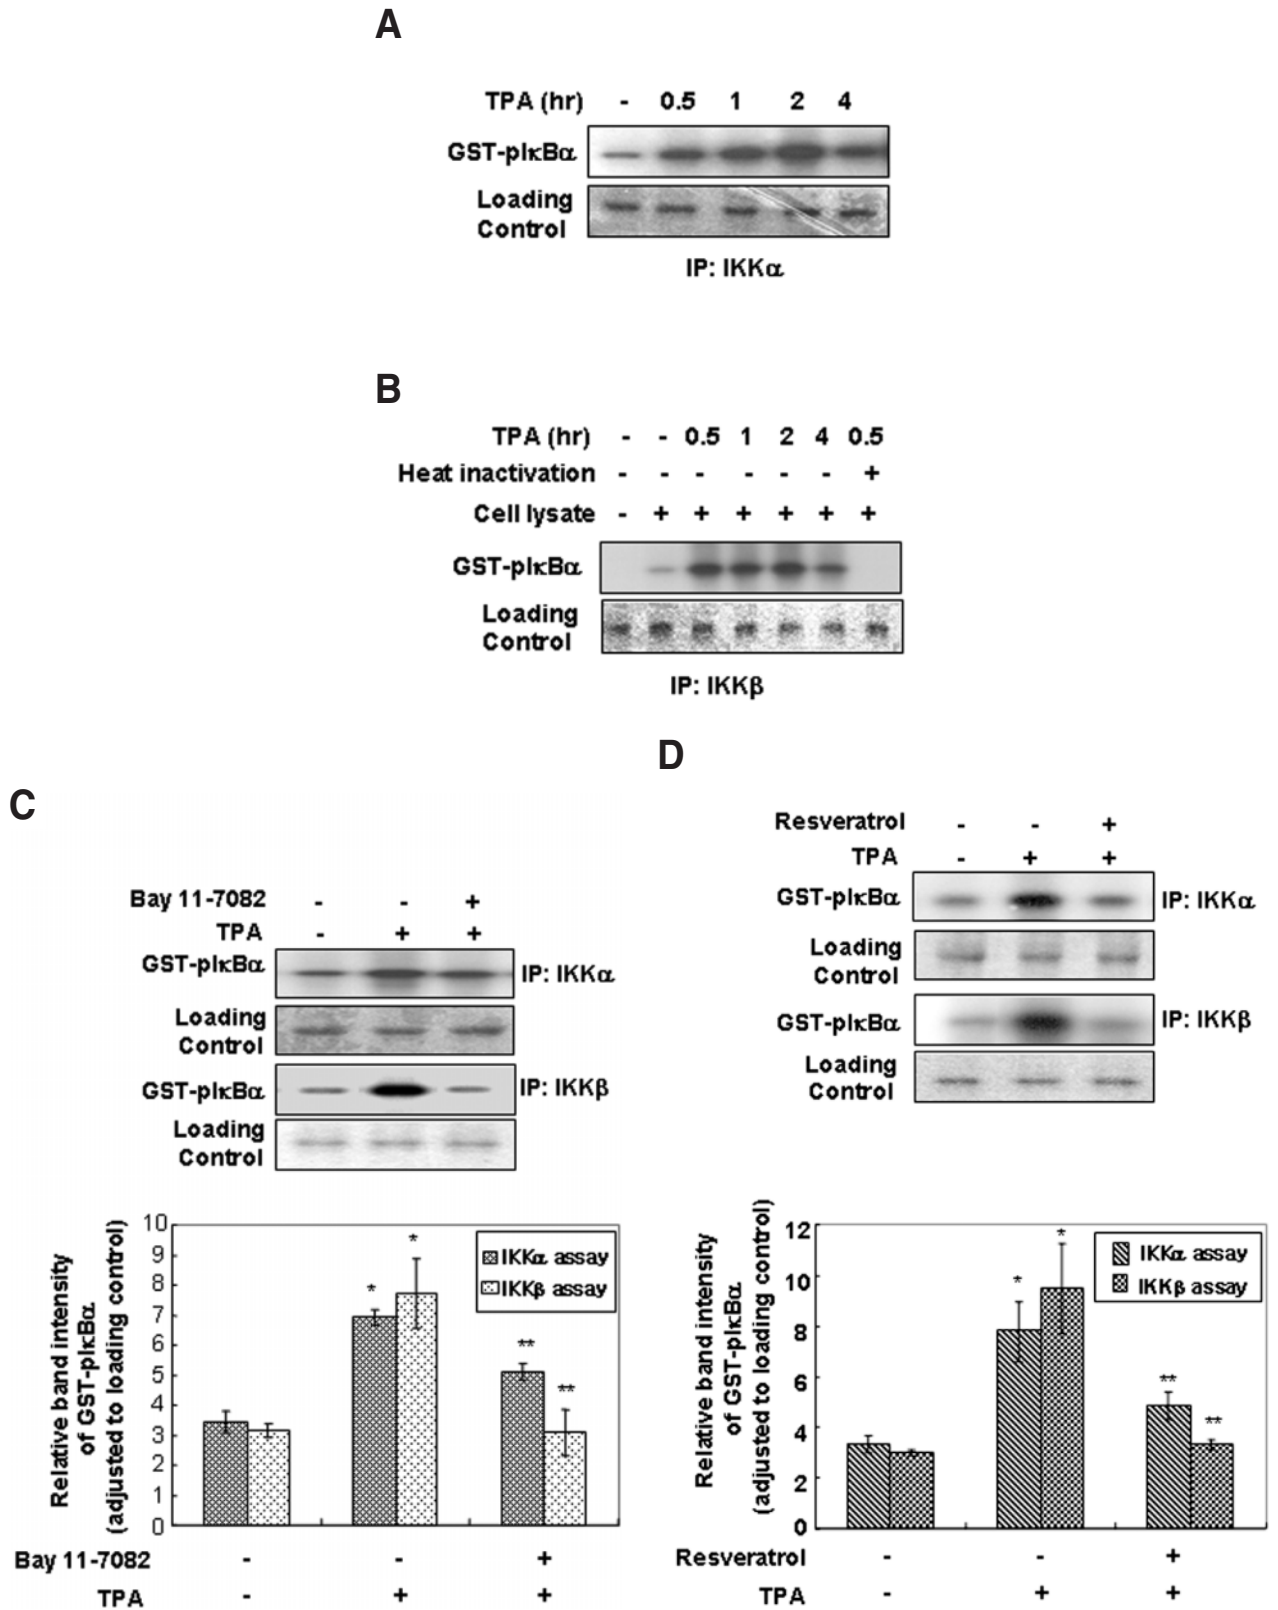 A
TPA (hr) - 0.5 1 2 4
GST-pIκBα
Loading
Control
IP: IKKα
B
TPA (hr) - - 0.5 1 2 4 0.5
Heat inactivation - - - - - - +
Cell lysate - + + + + + +
GST-pIκBα
Loading
Control
IP: IKKβ
C
Bay 11-7082 - - +
TPA - + +
GST-pIκBα IP: IKKα
Loading
Control
GST-pIκBα IP: IKKβ
Loading
Control
Relative band intensity
of GST-pIκBα
(adjusted to loading control)
10
9
8
7
6
5
4
3
2
1
0
IKKα assay
IKKβ assay
* *
** **
Bay 11-7082 - - +
TPA - + +
D
Resveratrol - - +
TPA - + +
GST-pIκBα IP: IKKα
Loading
Control
GST-pIκBα IP: IKKβ
Loading
Control
Relative band intensity
of GST-pIκBα
(adjusted to loading control)
12
10
8
6
4
2
0
IKKα assay
IKKβ assay
* *
** **
Resveratrol - - +
TPA - + +